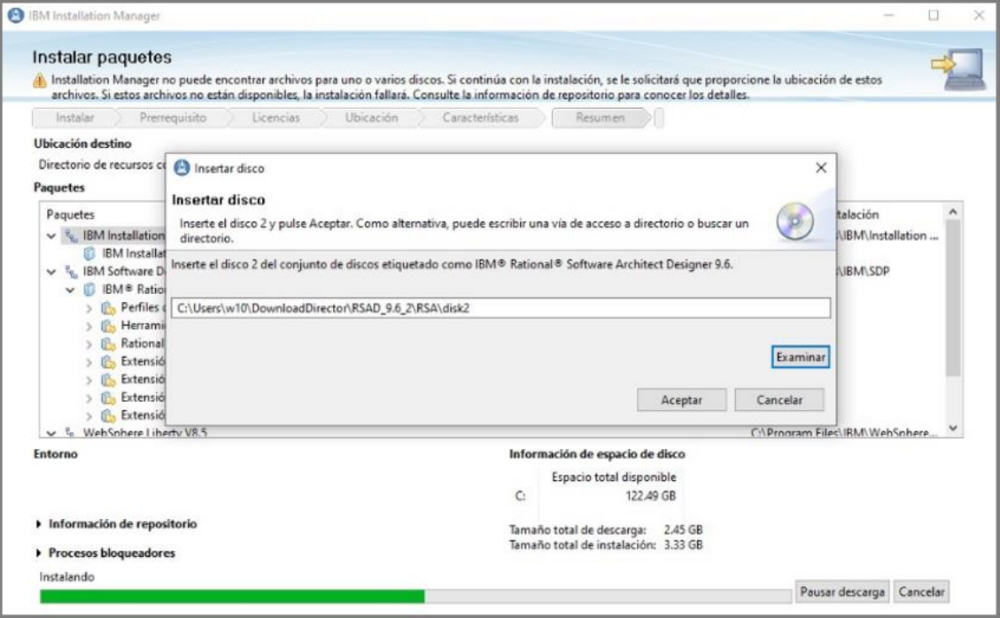 IBM Installation Manager
Instalar paquetes
Installation Manager no puede encontrar archivos para uno o varios discos. Si continúa con la instalación, se le solicitará que proporcione la ubicación de estos
archivos. Si estos archivos no están disponibles, la instalación fallará. Consulte la información de repositorio para conocer los detalles.
Instalar Prerrequisito Licencias Ubicación Características Resumen
Ubicación destino
Directorio de recursos
Paquetes
Paquetes
IBM Installation
IBM Installat
IBM Software D
IBM® Ratio
Perfiles
Herrami
Rational
Extensió
Extensió
Extensió
Extensió
WebSphere Liberty V8.5
talación
\IBM\Installation ...
\IBM\SDP
C:\Program Files\IBM\WebSphere...
Insertar disco
Insertar disco
Inserte el disco 2 y pulse Aceptar. Como alternativa, puede escribir una vía de acceso a directorio o buscar un
directorio.
Inserte el disco 2 del conjunto de discos etiquetado como IBM® Rational® Software Architect Designer 9.6.
C:\Users\w10\DownloadDirector\RSAD_9.6_2\RSA\disk2
Examinar
Aceptar Cancelar
Entorno
Información de espacio de disco
Espacio total disponible
C: 122.49 GB
Información de repositorio
Tamaño total de descarga: 2.45 GB
Tamaño total de instalación: 3.33 GB
Procesos bloqueadores
Instalando
Pausar descarga Cancelar